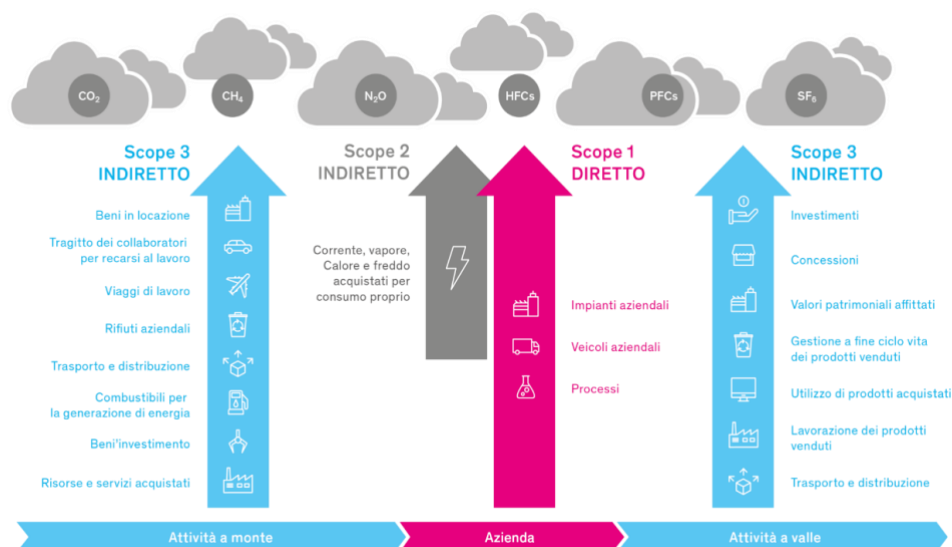 CO₂
CH₄
N₂O
HFCs
PFCs
SF₆
Scope 3
INDIRETTO
Beni in locazione
Tragitto dei collaboratori
per recarsi al lavoro
Viaggi di lavoro
Rifiuti aziendali
Trasporto e distribuzione
Combustibili per
la generazione di energia
Beni'investimento
Risorse e servizi acquistati
Scope 2
INDIRETTO
Corrente, vapore,
Calore e freddo
acquistati per
consumo proprio
Scope 1
DIRETTO
Impianti aziendali
Veicoli aziendali
Processi
Scope 3
INDIRETTO
Investimenti
Concessioni
Valori patrimoniali affittati
Gestione a fine ciclo vita
dei prodotti venduti
Utilizzo di prodotti acquistati
Lavorazione dei prodotti
venduti
Trasporto e distribuzione
Attività a monte
Azienda
Attività a valle